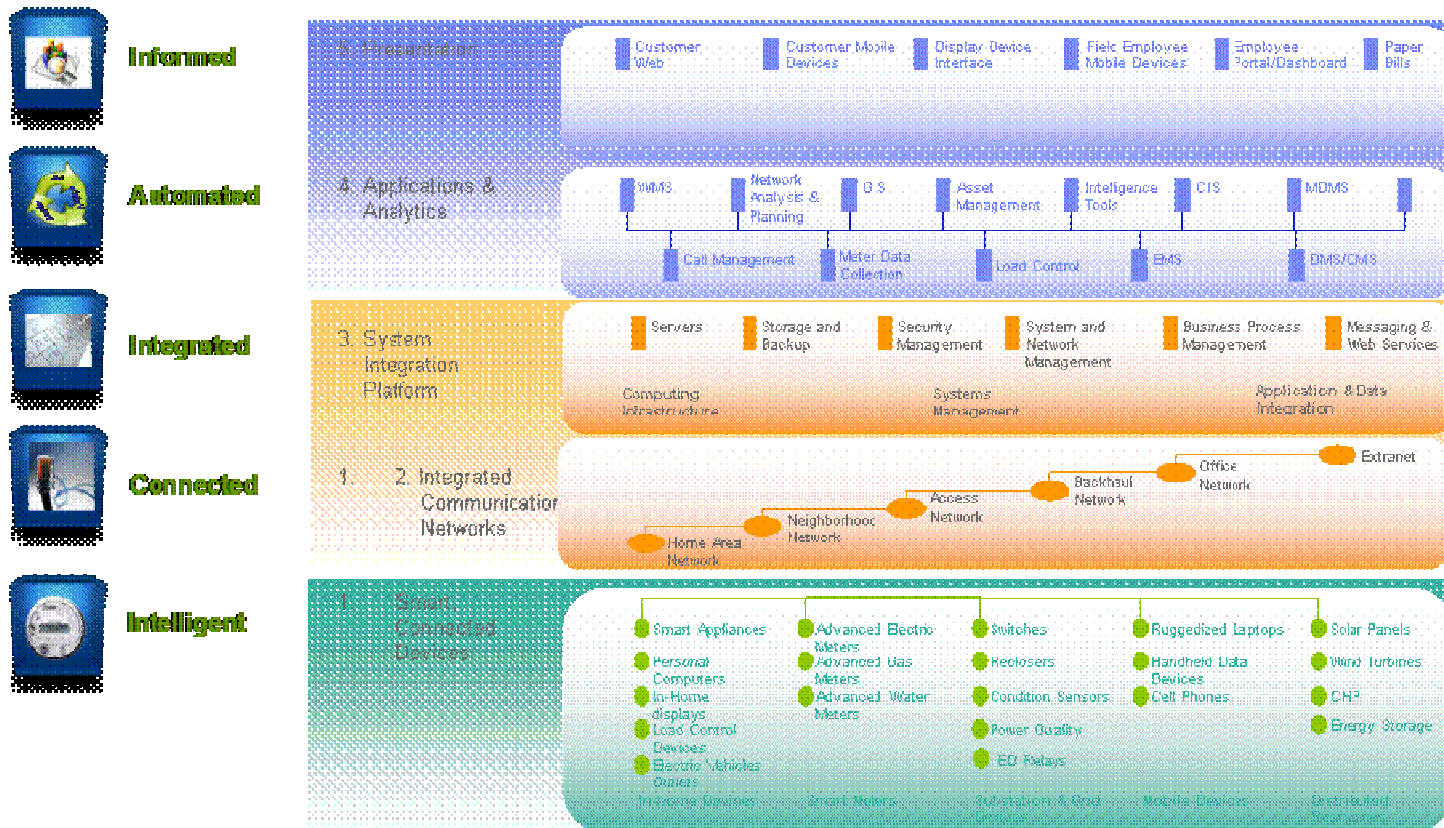 Informed
5. Presentation
Customer
Web
Customer Mobile
Devices
Display Device
Interface
Field Employee
Mobile Devices
Employee
Portal/Dashboard
Paper
Bills
Automated
4. Applications &
Analytics
WMS
Network
Analysis &
Planning
GIS
Asset
Management
Intelligence
Tools
CIS
MDMS
Call Management
Meter Data
Collection
Load Control
EMS
DMS/OMS
Integrated
3. System
Integration
Platform
Servers
Storage and
Backup
Security
Management
System and
Network
Management
Business Process
Management
Messaging &
Web Services
Computing
Infrastructure
Systems
Management
Application & Data
Integration
Connected
1. 2. Integrated
Communication
Networks
Home Area
Network
Neighborhood
Network
Access
Network
Backhaul
Network
Office
Network
Extranet
Intelligent
1. Smart,
Connected
Devices
Smart Appliances
Personal
Computers
In-Home
displays
Load Control
Devices
Electric Vehicles
Outlets
In-Home Devices
Advanced Electric
Meters
Advanced Gas
Meters
Advanced Water
Meters
Smart Meters
Switches
Reclosers
Condition Sensors
Power Quality
IED Relays
Substation & Grid
Devices
Ruggedized Laptops
Handheld Data
Devices
Cell Phones
Mobile Devices
Solar Panels
Wind Turbines
CHP
Energy Storage
Distributed
Resources